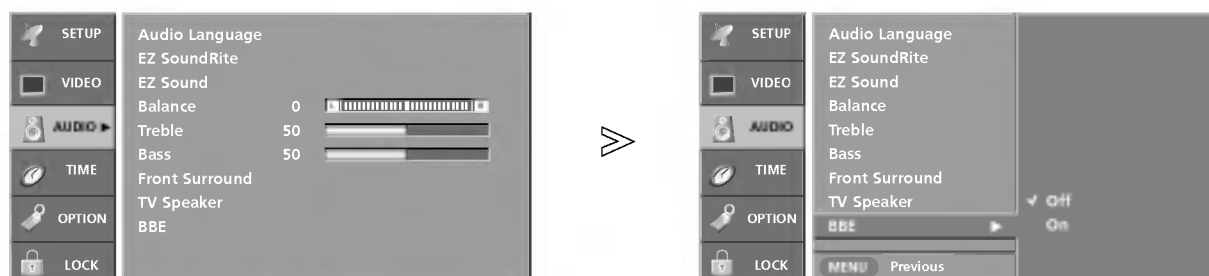 SETUP
VIDEO
AUDIO
TIME
OPTION
LOCK
Audio Language
EZ SoundRite
EZ Sound
Balance 0 L R
Treble 50
Bass 50
Front Surround
TV Speaker
BBE
SETUP
VIDEO
AUDIO
TIME
OPTION
LOCK
Audio Language
EZ SoundRite
EZ Sound
Balance
Treble
Bass
Front Surround
TV Speaker
BBE
Off
On
MENU Previous